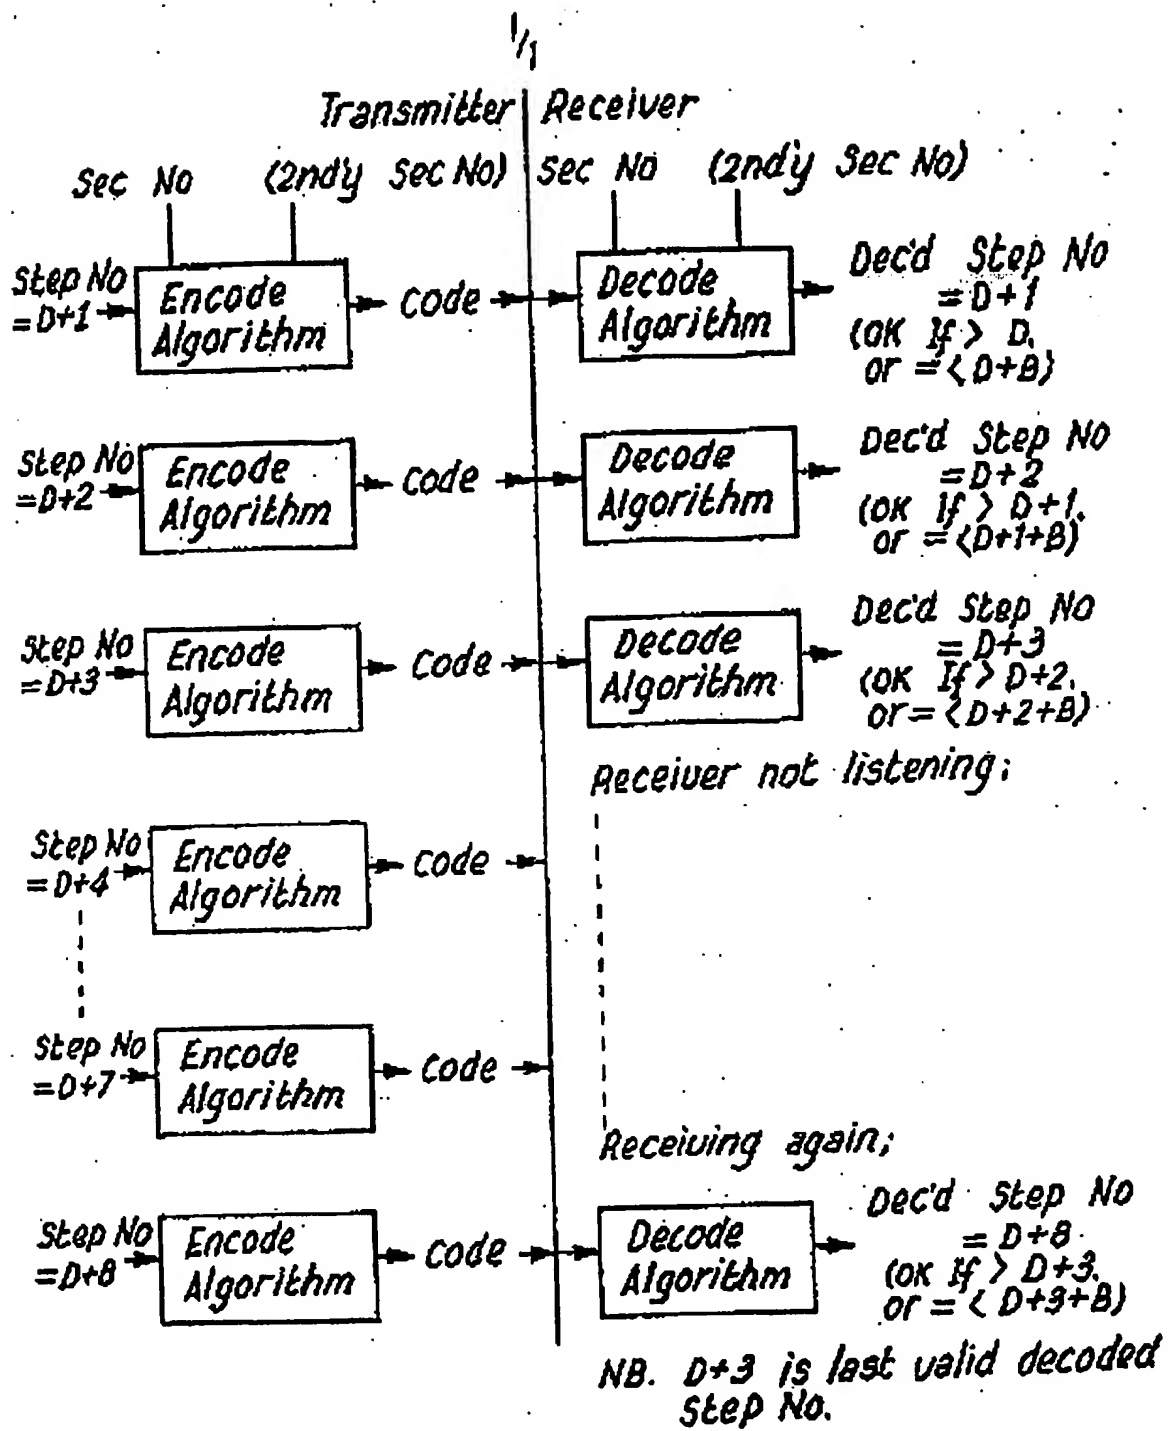 1/1
Transmitter Receiver
Sec No (2nd'y Sec No) Sec No (2nd'y Sec No)
Step No
=D+1
Encode
Algorithm
Code
Decode
Algorithm
Dec'd Step No
=D+1
(OK If > D.
or =< D+B)
Step No
=D+2
Encode
Algorithm
Code
Decode
Algorithm
Dec'd Step No
=D+2
(OK If > D+1.
or =<D+1+B)
Step No
=D+3
Encode
Algorithm
Code
Decode
Algorithm
Dec'd Step No
=D+3
(OK If > D+2.
or =<D+2+B)
Receiver not listening;
Step No
=D+4
Encode
Algorithm
Code
Step No
=D+7
Encode
Algorithm
Code
Receiving again;
Step No
=D+8
Encode
Algorithm
Code
Decode
Algorithm
Dec'd Step No
=D+8
(OK If > D+3.
or =< D+3+B)
NB. D+3 is last valid decoded
Step No.